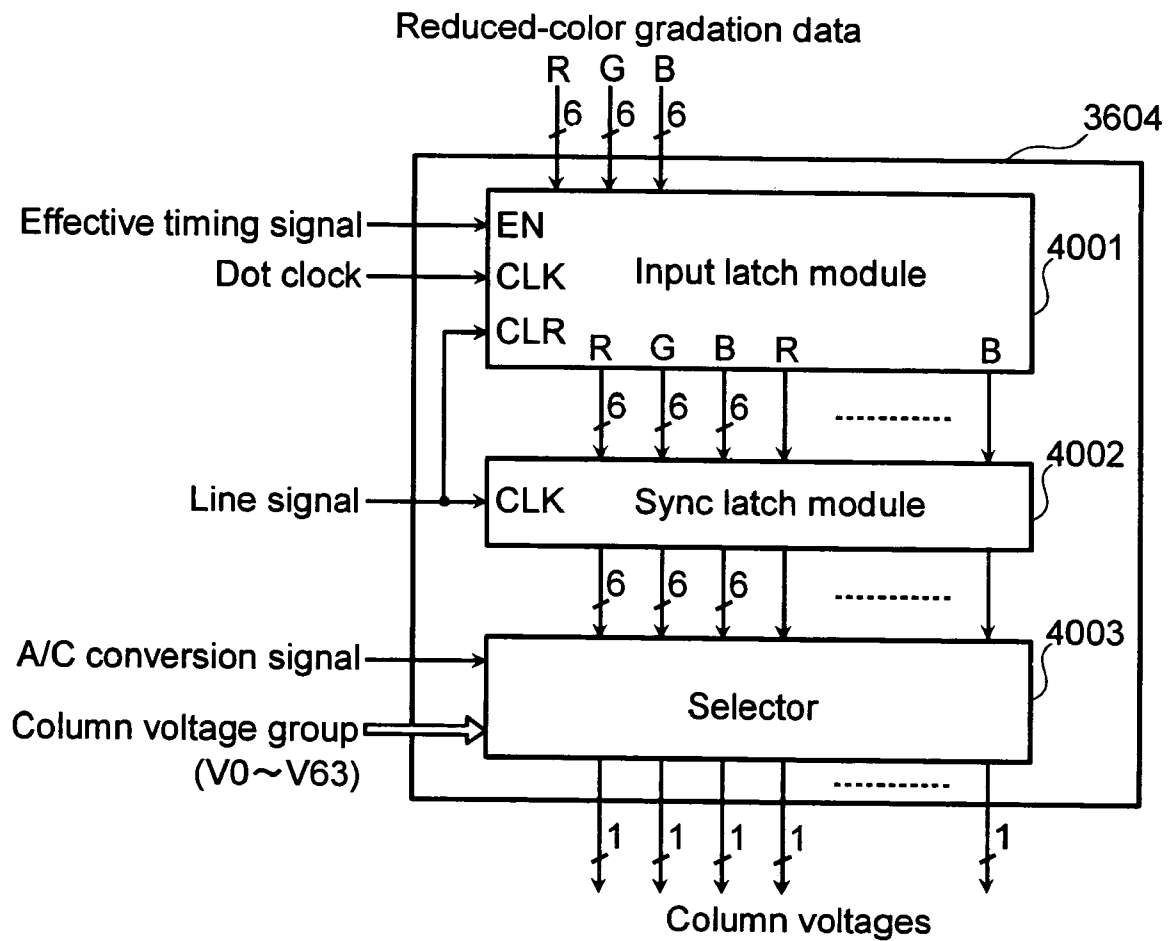 Reduced-color gradation data
R G B
6 6 6
3604
Effective timing signal
EN
Dot clock
CLK
Input latch module
4001
CLR
R G B R B
6 6 6
4002
Line signal
CLK
Sync latch module
6 6 6
4003
A/C conversion signal
Selector
Column voltage group
(V0～V63)
1 1 1 1 1
Column voltages